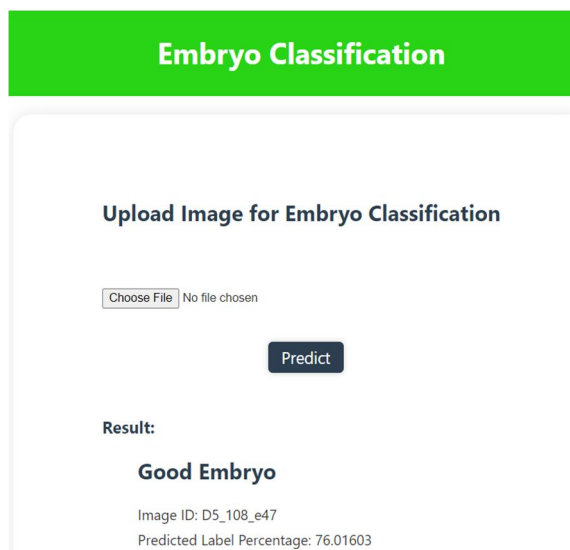 Embryo Classification
Upload Image for Embryo Classification
Choose File No file chosen
Predict
Result:
Good Embryo
Image ID: D5_108_e47
Predicted Label Percentage: 76.01603